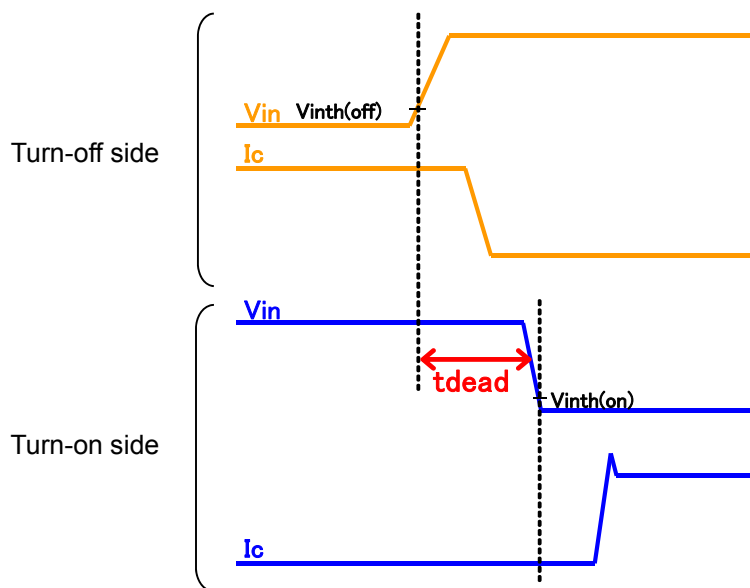 Vin Vinth(off)
Turn-off side
Ic
Vin
tdead
Vinth(on)
Turn-on side
Ic